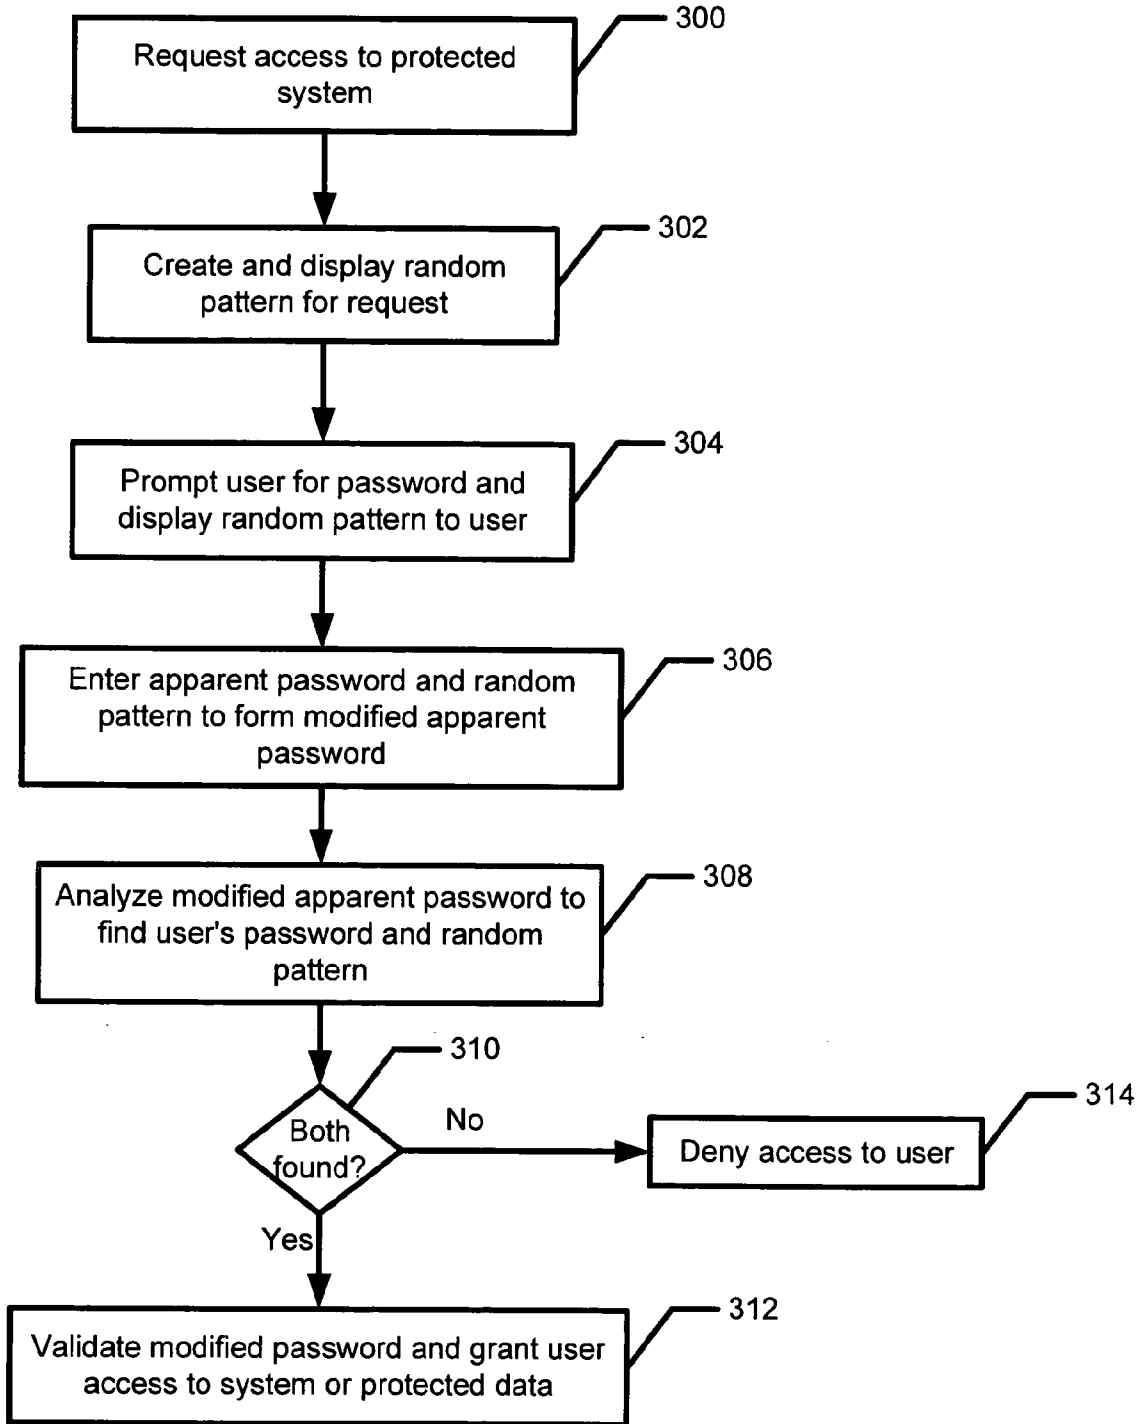 300
Request access to protected
system
302
Create and display random
pattern for request
304
Prompt user for password and
display random pattern to user
306
Enter apparent password and random
pattern to form modified apparent
password
308
Analyze modified apparent password to
find user's password and random
pattern
310
Both
found?
No
314
Deny access to user
Yes
312
Validate modified password and grant user
access to system or protected data